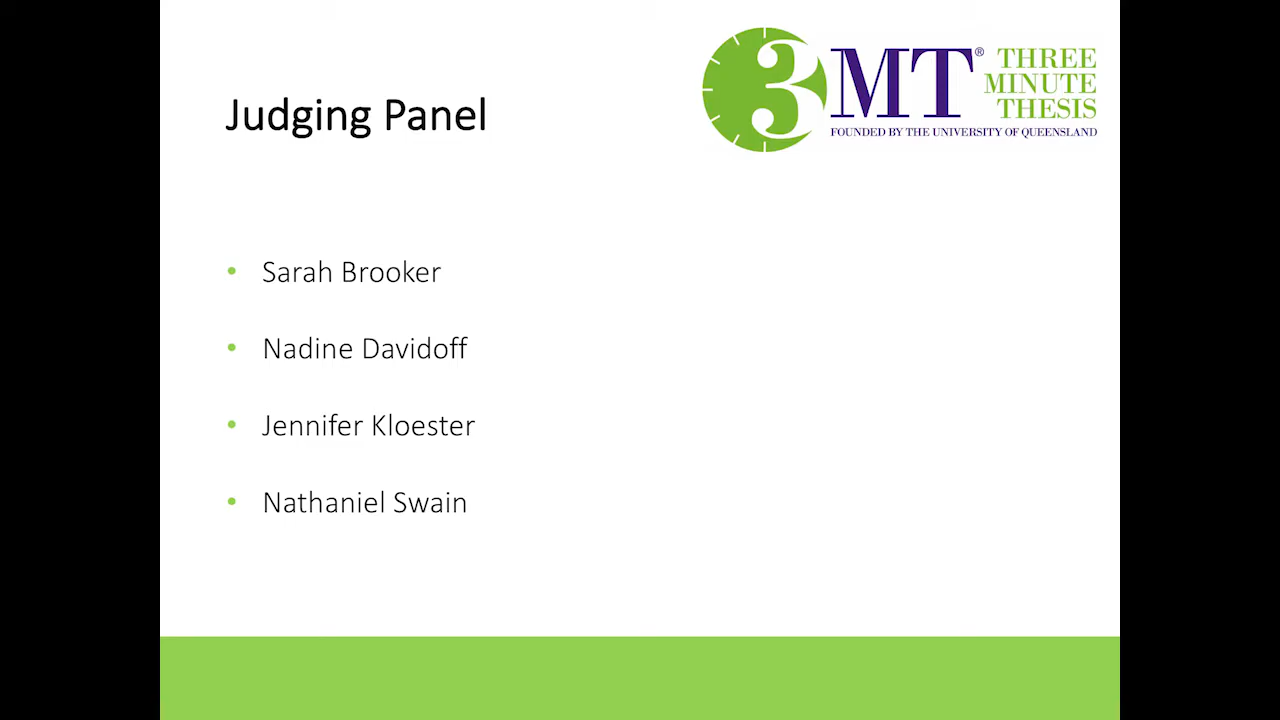 Judging Panel
3MT® THREE
MINUTE
THESIS
FOUNDED BY THE UNIVERSITY OF QUEENSLAND
• Sarah Brooker
• Nadine Davidoff
• Jennifer Kloester
• Nathaniel Swain